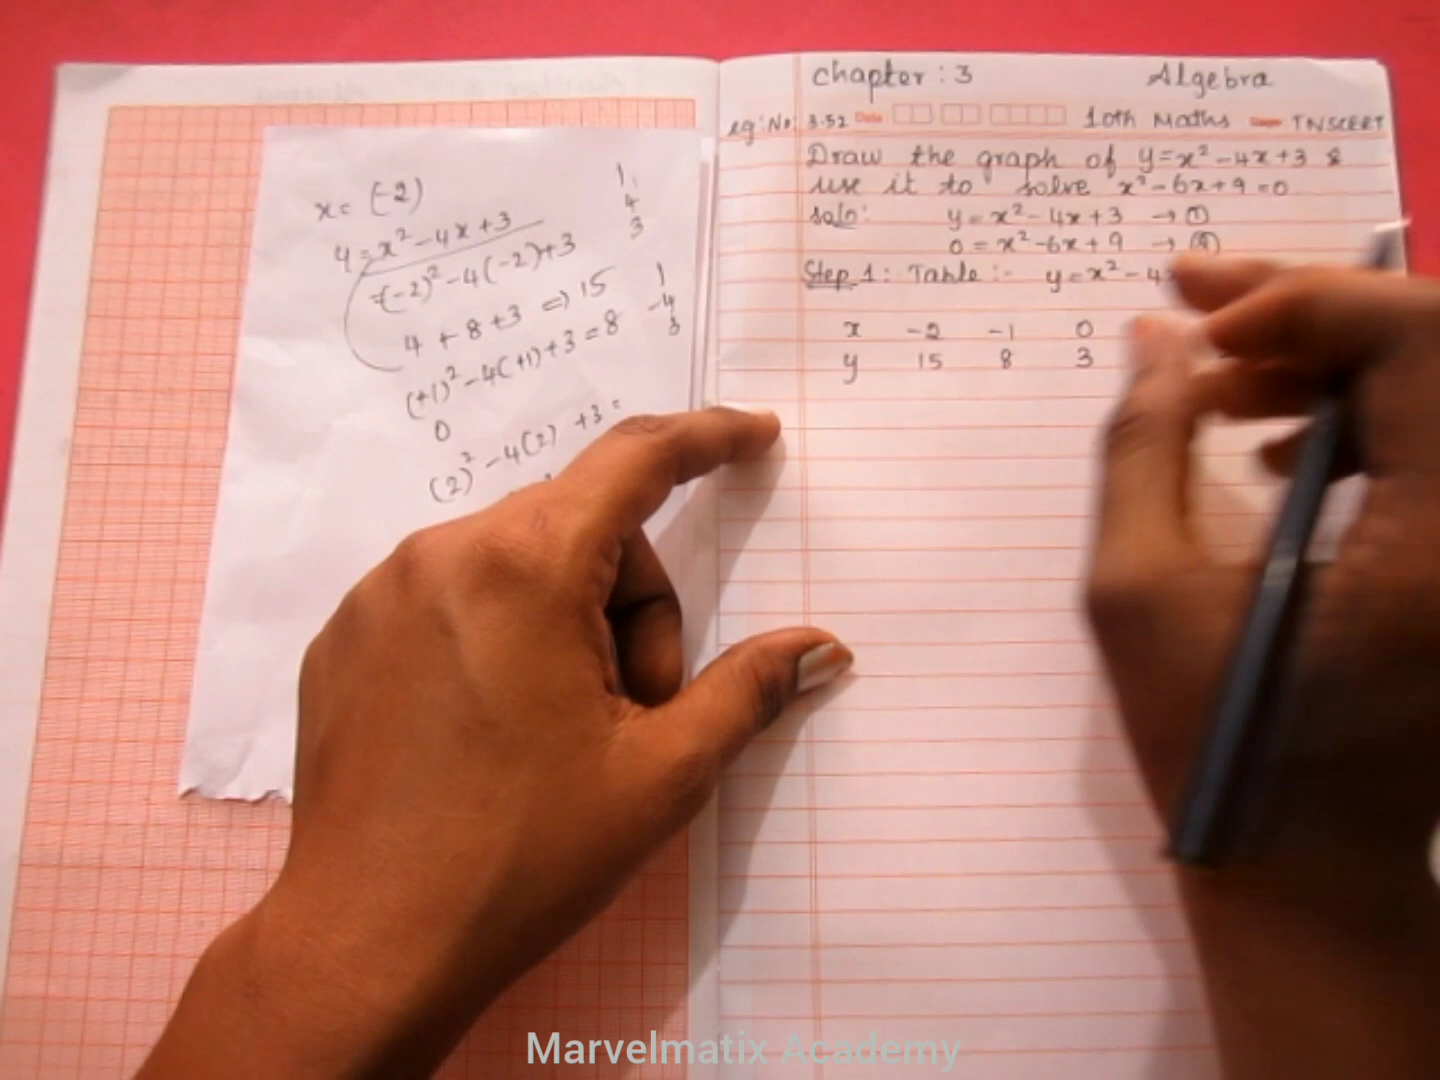 chapter : 3 Algebra
eg: No: 3.52 Date 10th Maths TNSCERT
Draw the graph of y=x²-4x+3 &
use it to solve x²-6x+9=0.
soln: y=x²-4x+3 → ①
0=x²-6x+9 → ②
Step 1: Table :- y=x²-4x
x -2 -1 0
y 15 8 3
x= (-2)
y=x²-4x+3
(-2)²-4(-2)+3
4+8+3 => 15
(+1)²-4(+1)+3=8
0
(2)²-4(2)+3=
1
4
3
1
-4
3
Marvelmatix Academy